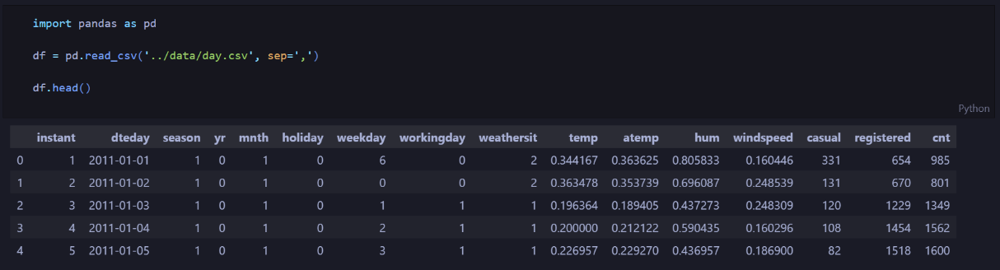 import pandas as pd
df = pd.read_csv('../data/day.csv', sep=',')
df.head()
Python
instant dteday season yr mnth holiday weekday workingday weathersit temp atemp hum windspeed casual registered cnt
0 1 2011-01-01 1 0 1 0 6 0 2 0.344167 0.363625 0.805833 0.160446 331 654 985
1 2 2011-01-02 1 0 1 0 0 0 2 0.363478 0.353739 0.696087 0.248539 131 670 801
2 3 2011-01-03 1 0 1 0 1 1 1 0.196364 0.189405 0.437273 0.248309 120 1229 1349
3 4 2011-01-04 1 0 1 0 2 1 1 0.200000 0.212122 0.590435 0.160296 108 1454 1562
4 5 2011-01-05 1 0 1 0 3 1 1 0.226957 0.229270 0.436957 0.186900 82 1518 1600